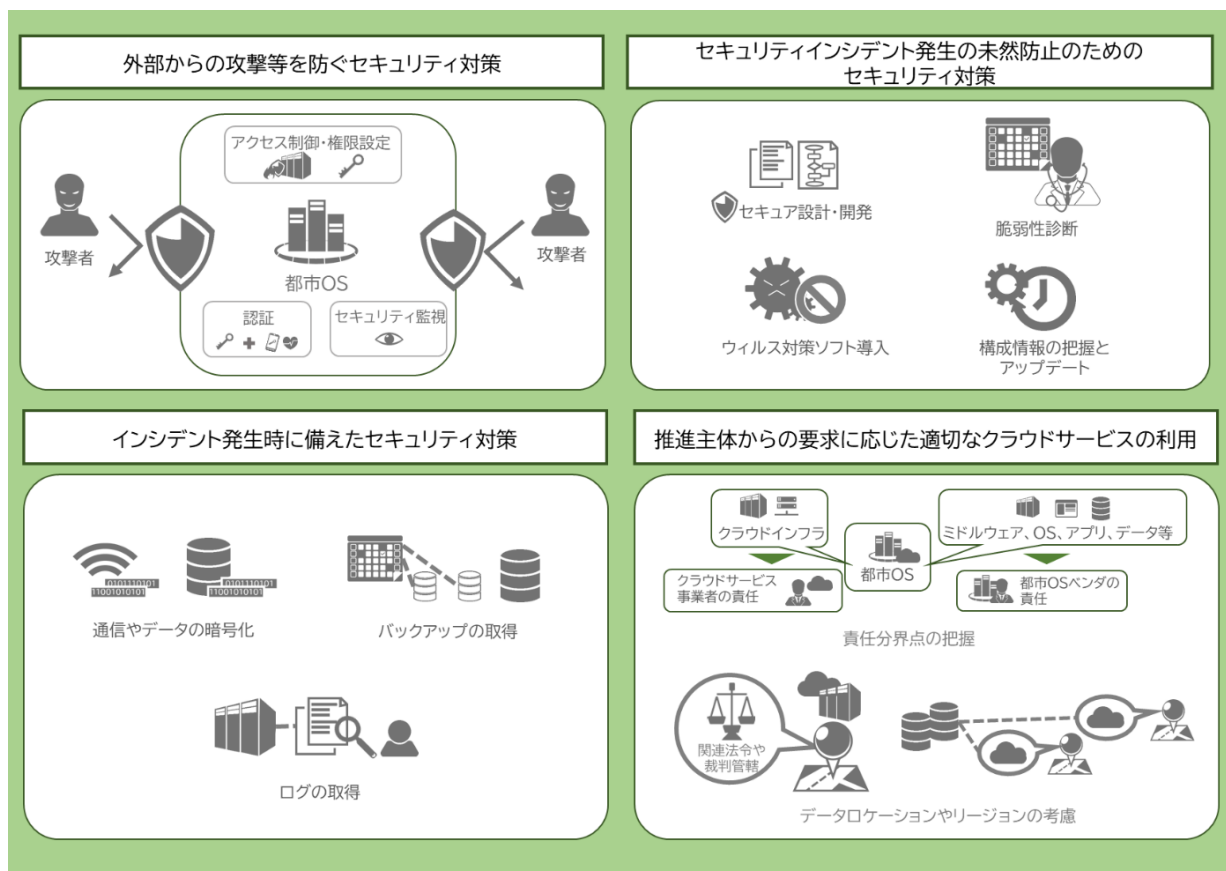 外部からの攻撃等を防ぐセキュリティ対策
アクセス制御・権限設定
攻撃者
都市OS
攻撃者
認証
セキュリティ監視
セキュリティインシデント発生の未然防止のための
セキュリティ対策
セキュア設計・開発
脆弱性診断
ウィルス対策ソフト導入
構成情報の把握と
アップデート
インシデント発生時に備えたセキュリティ対策
01011110101
11001010101
01011110101
11001010101
通信やデータの暗号化
バックアップの取得
ログの取得
推進主体からの要求に応じた適切なクラウドサービスの利用
クラウドインフラ
ミドルウェア、OS、アプリ、データ等
都市OS
クラウドサービス
事業者の責任
都市OSベンダの
責任
責任分界点の把握
関連法令や
裁判管轄
データロケーションやリージョンの考慮